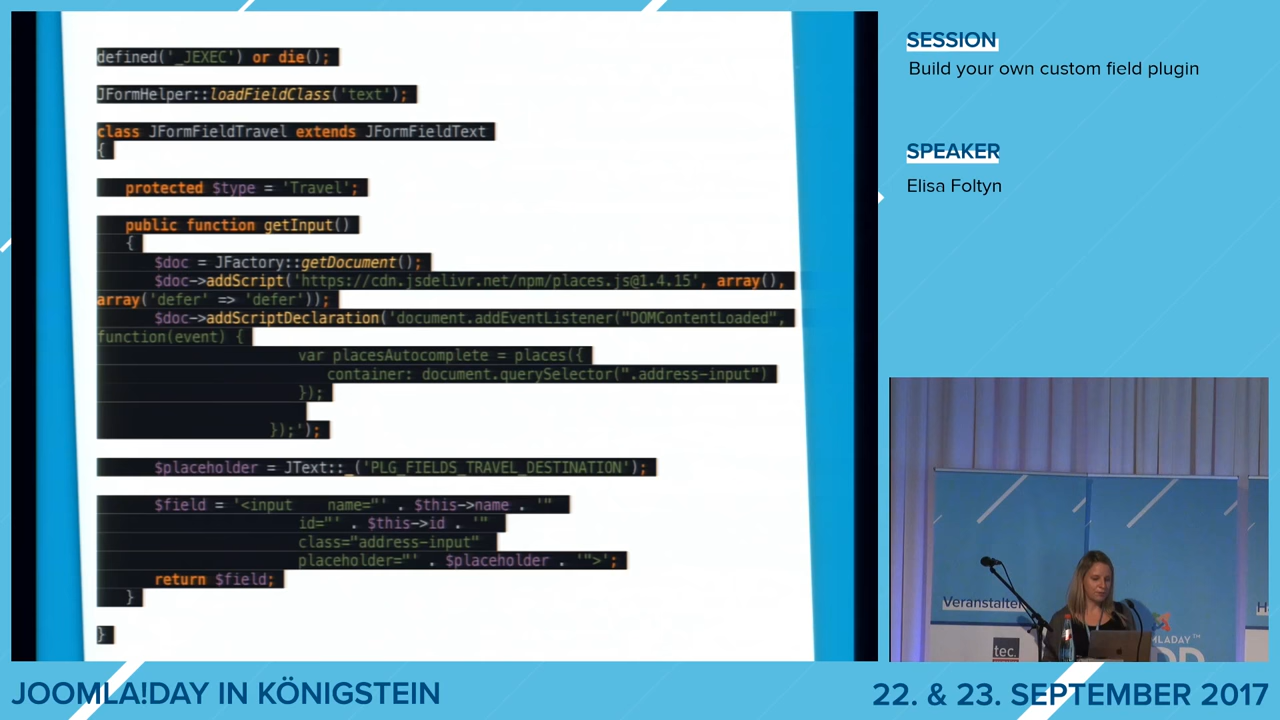 defined('_JEXEC') or die();
JFormHelper::loadFieldClass('text');
class JFormFieldTravel extends JFormFieldText
{
protected $type = 'Travel';
public function getInput()
{
$doc = JFactory::getDocument();
$doc->addScript('https://cdn.jsdelivr.net/npm/places.js@1.4.15', array(),
array('defer' => 'defer'));
$doc->addScriptDeclaration('document.addEventListener("DOMContentLoaded",
function(event) {
var placesAutocomplete = places({
container: document.querySelector(".address-input")
});
});');
$placeholder = JText::_('PLG_FIELDS_TRAVEL_DESTINATION');
$field = '<input name="' . $this->name . '"
id="' . $this->id . '"
class="address-input"
placeholder="' . $placeholder . '">';
return $field;
}
}
SESSION
Build your own custom field plugin
SPEAKER
Elisa Foltyn
Veranstalter
tec.
JOOMLA!DAY IN KÖNIGSTEIN
22. & 23. SEPTEMBER 2017